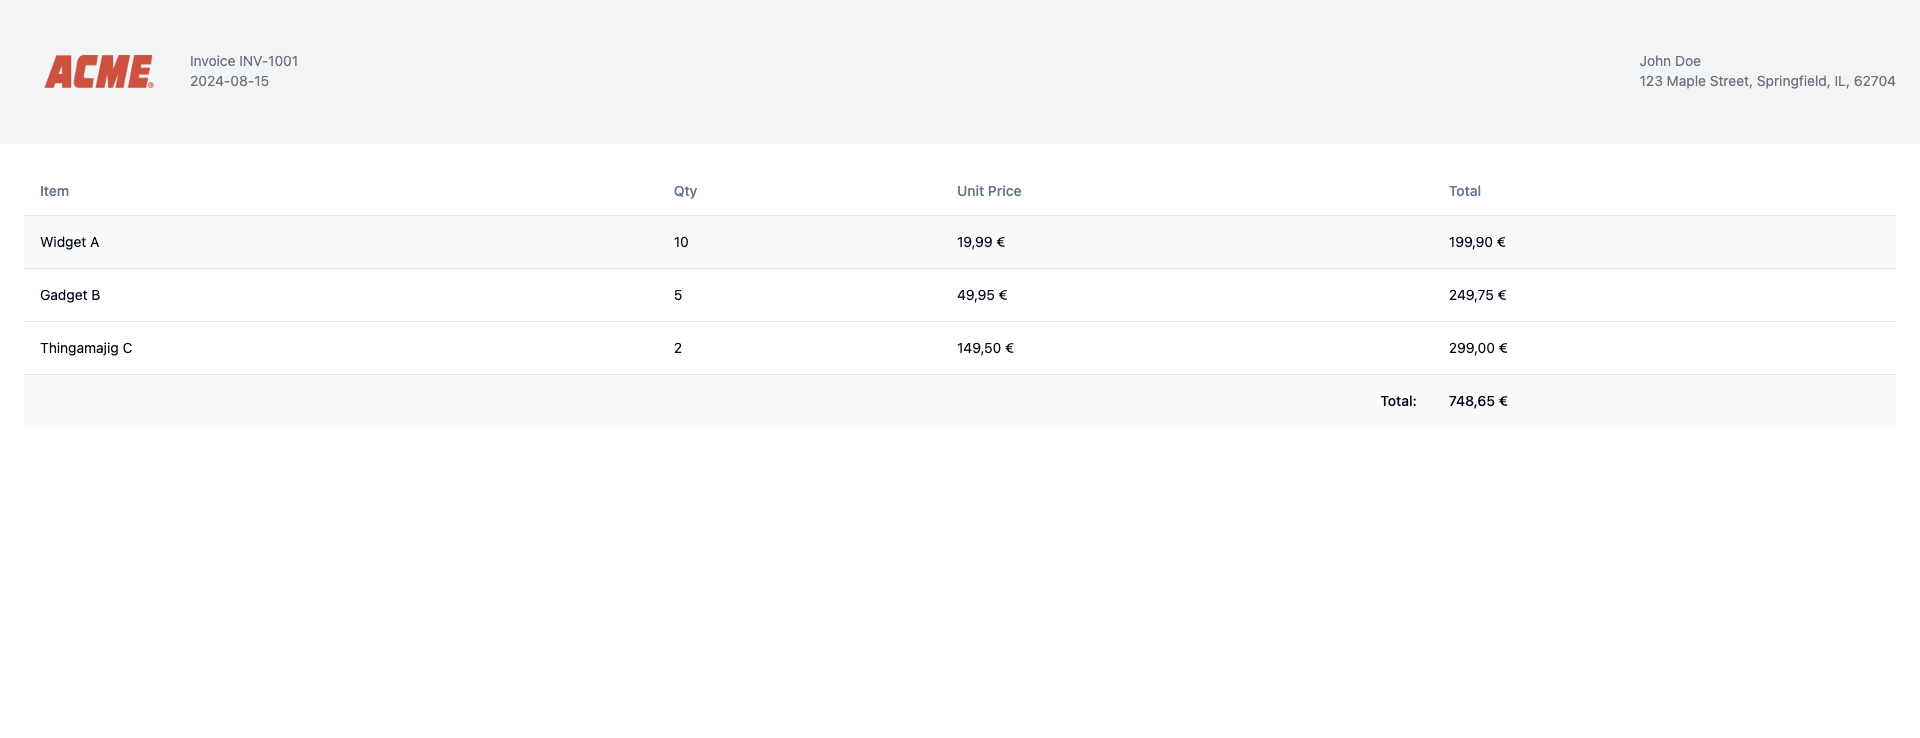 ACME®
Invoice INV-1001
2024-08-15
John Doe
123 Maple Street, Springfield, IL, 62704
Item Qty Unit Price Total
Widget A 10 19,99 € 199,90 €
Gadget B 5 49,95 € 249,75 €
Thingamajig C 2 149,50 € 299,00 €
Total: 748,65 €